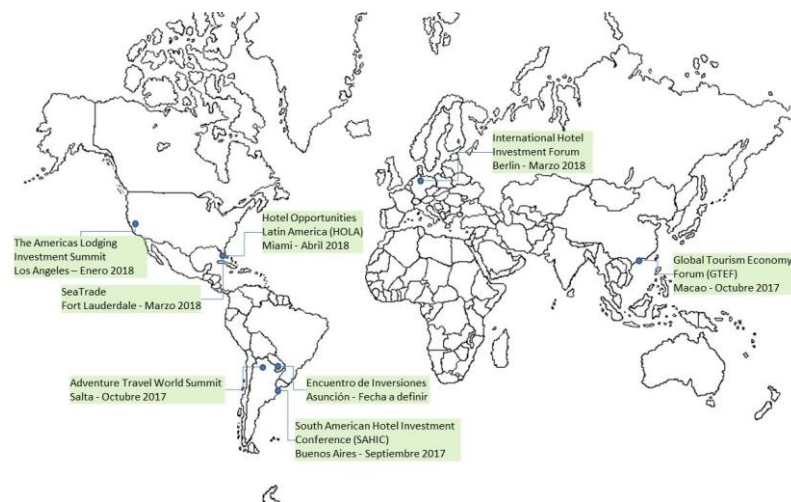 International Hotel
Investment Forum
Berlin - Marzo 2018
Hotel Opportunities
Latin America (HOLA)
Miami - Abril 2018
The Americas Lodging
Investment Summit
Los Angeles – Enero 2018
Global Tourism Economy
Forum (GTEF)
Macao - Octubre 2017
SeaTrade
Fort Lauderdale - Marzo 2018
Adventure Travel World Summit
Salta - Octubre 2017
Encuentro de Inversiones
Asunción - Fecha a definir
South American Hotel Investment
Conference (SAHIC)
Buenos Aires - Septiembre 2017